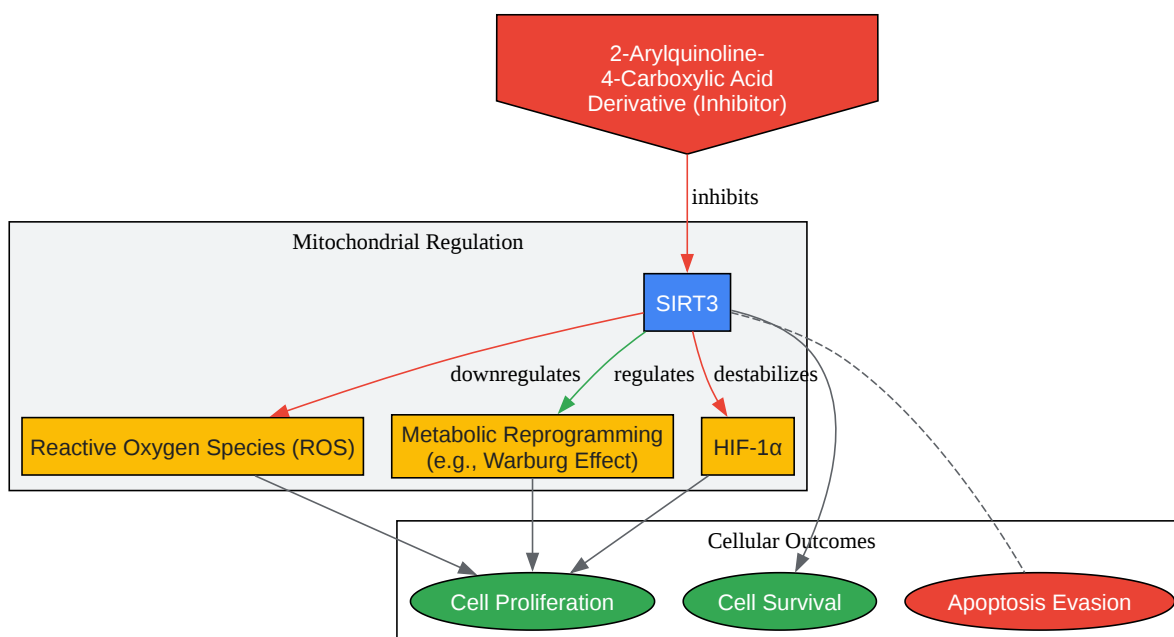 2-Arylquinoline-
4-Carboxylic Acid
Derivative (Inhibitor)
inhibits
Mitochondrial Regulation
SIRT3
downregulates
regulates
destabilizes
Reactive Oxygen Species (ROS)
Metabolic Reprogramming
(e.g., Warburg Effect)
HIF-1α
Cellular Outcomes
Cell Proliferation
Cell Survival
Apoptosis Evasion